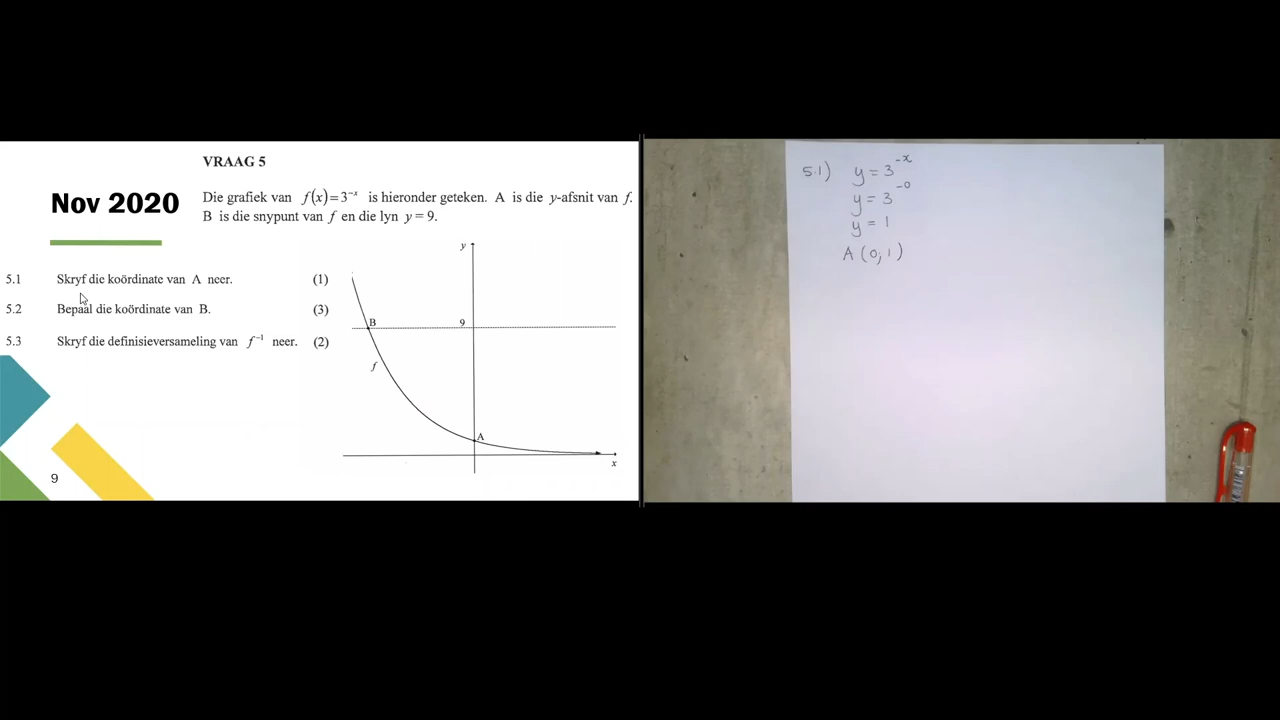 VRAAG 5
Nov 2020
Die grafiek van f(x)=3⁻ˣ is hieronder geteken. A is die y-afsnit van f.
B is die snypunt van f en die lyn y = 9.
5.1 Skryf die koördinate van A neer. (1)
5.2 Bepaal die koördinate van B. (3)
5.3 Skryf die definisieversameling van f⁻¹ neer. (2)
y
B
9
f
A
x
9
5.1) y = 3⁻ˣ
y = 3⁻⁰
y = 1
A (0; 1)